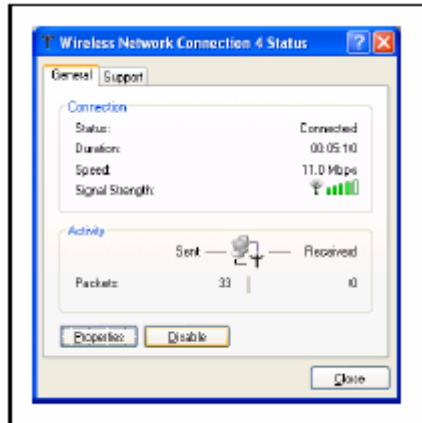 Wireless Network Connection 4 Status
General Support
Connection
Status: Connected
Duration: 00:05:10
Speed: 11.0 Mbps
Signal Strength:
Activity
Sent Received
Packets: 33
Properties Disable
Close